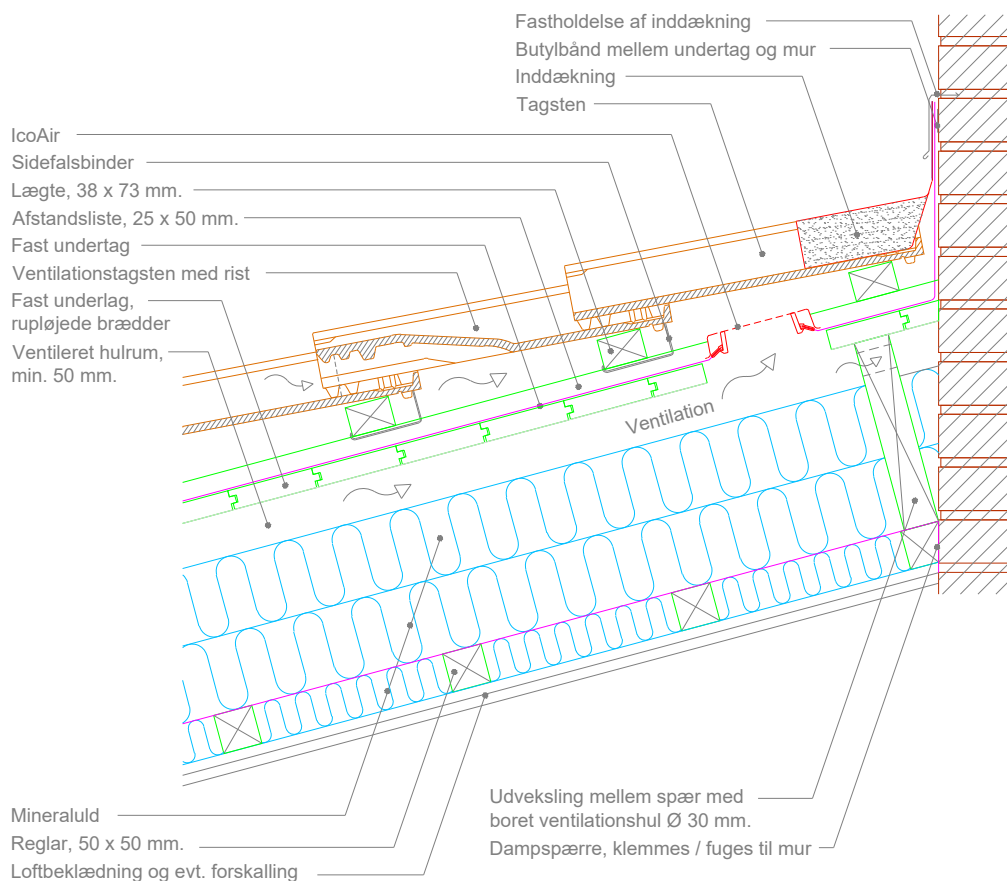 Fastholdelse af inddækning
Butylbånd mellem undertag og mur
Inddækning
Tagsten
IcoAir
Sidefalsbinder
Lægte, 38 x 73 mm.
Afstandsliste, 25 x 50 mm.
Fast undertag
Ventilationstagsten med rist
Fast underlag,
rupløjede brædder
Ventileret hulrum,
min. 50 mm.
Ventilation
Mineraluld
Reglar, 50 x 50 mm.
Loftbeklædning og evt. forskalling
Udveksling mellem spær med
boret ventilationshul Ø 30 mm.
Dampspærre, klemmes / fuges til mur